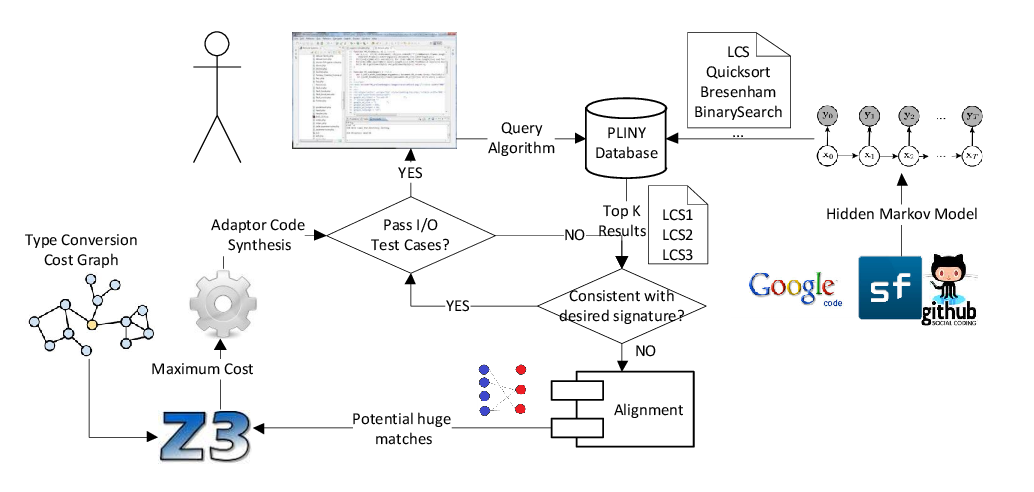 LCS
Quicksort
Bresenham
BinarySearch
...
Query
Algorithm
PLINY
Database
y0 y1 y2 ... yT
x0 x1 x2 ... xT
YES
Top K
Results
LCS1
LCS2
LCS3
Hidden Markov Model
Adaptor Code
Synthesis
Pass I/O
Test Cases?
NO
Type Conversion
Cost Graph
YES
Consistent with
desired signature?
Google
code
sf
github
SOCIAL CODING
NO
Maximum Cost
Alignment
Z3
Potential huge
matches